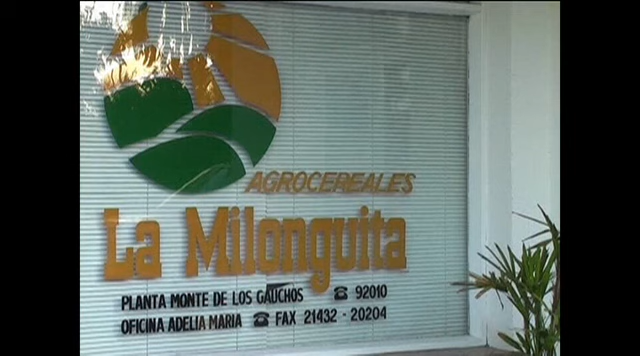 AGROCEREALES
La Milonguita
PLANTA MONTE DE LOS GAUCHOS ☎ 92010
OFICINA ADELIA MARIA ☎ FAX 21432 - 20204